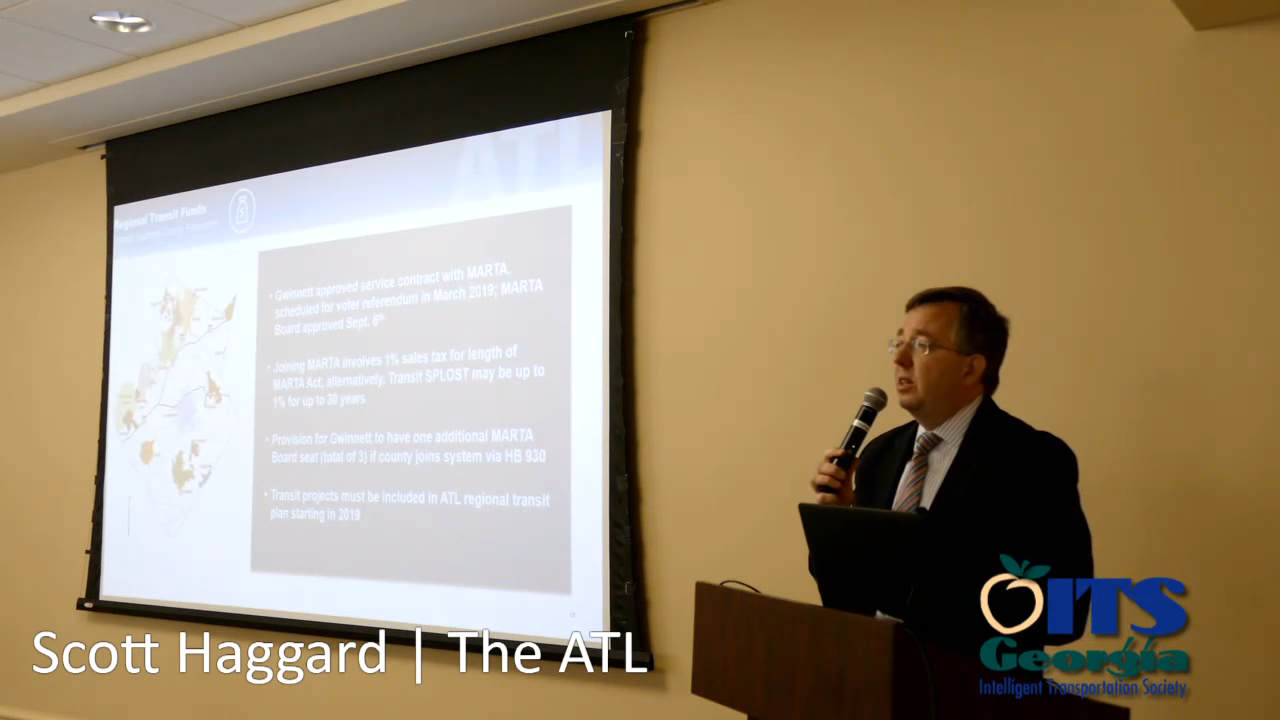 ATL
Regional Transit Funds
• Gwinnett approved service contract with MARTA,
scheduled for voter referendum in March 2019; MARTA
Board approved Sept. 6th
• Joining MARTA involves 1% sales tax for length of
MARTA Act; alternatively, Transit SPLOST may be up to
1% for up to 30 years
• Provision for Gwinnett to have one additional MARTA
Board seat (total of 3) if county joins system via HB 930
• Transit projects must be included in ATL regional transit
plan starting in 2019
Scott Haggard | The ATL
ITS
Georgia
Intelligent Transportation Society